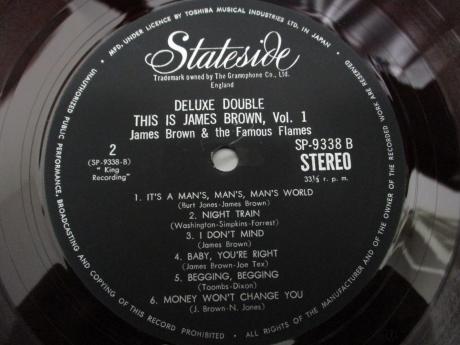 MFD, UNDER LICENCE BY TOSHIBA MUSICAL INDUSTRIES LTD, IN JAPAN.
Stateside
Trademark owned by The Gramophone Co., Ltd.
England
DELUXE DOUBLE
THIS IS JAMES BROWN, Vol. 1
James Brown & the Famous Flames
2
(SP-9338-B)
"King
Recording"
SP-9338 B
STEREO
33⅓ r. p. m.
1. IT'S A MAN'S, MAN'S, MAN'S WORLD
(Burt Jones-James Brown)
2. NIGHT TRAIN
(Washington-Simpkins-Forrest)
3. I DON'T MIND
(James Brown)
4. BABY, YOU'RE RIGHT
(James Brown-Joe Tex)
5. BEGGING, BEGGING
(Toombs-Dixon)
6. MONEY WON'T CHANGE YOU
(J. Brown-N. Jones)
UNAUTHORIZED PUBLIC PERFORMANCE, BROADCASTING AND COPYING OF THIS RECORD PROHIBITED • ALL RIGHTS OF THE MANUFACTURER AND OF THE OWNER OF THE RECORDED WORK ARE RESERVED •